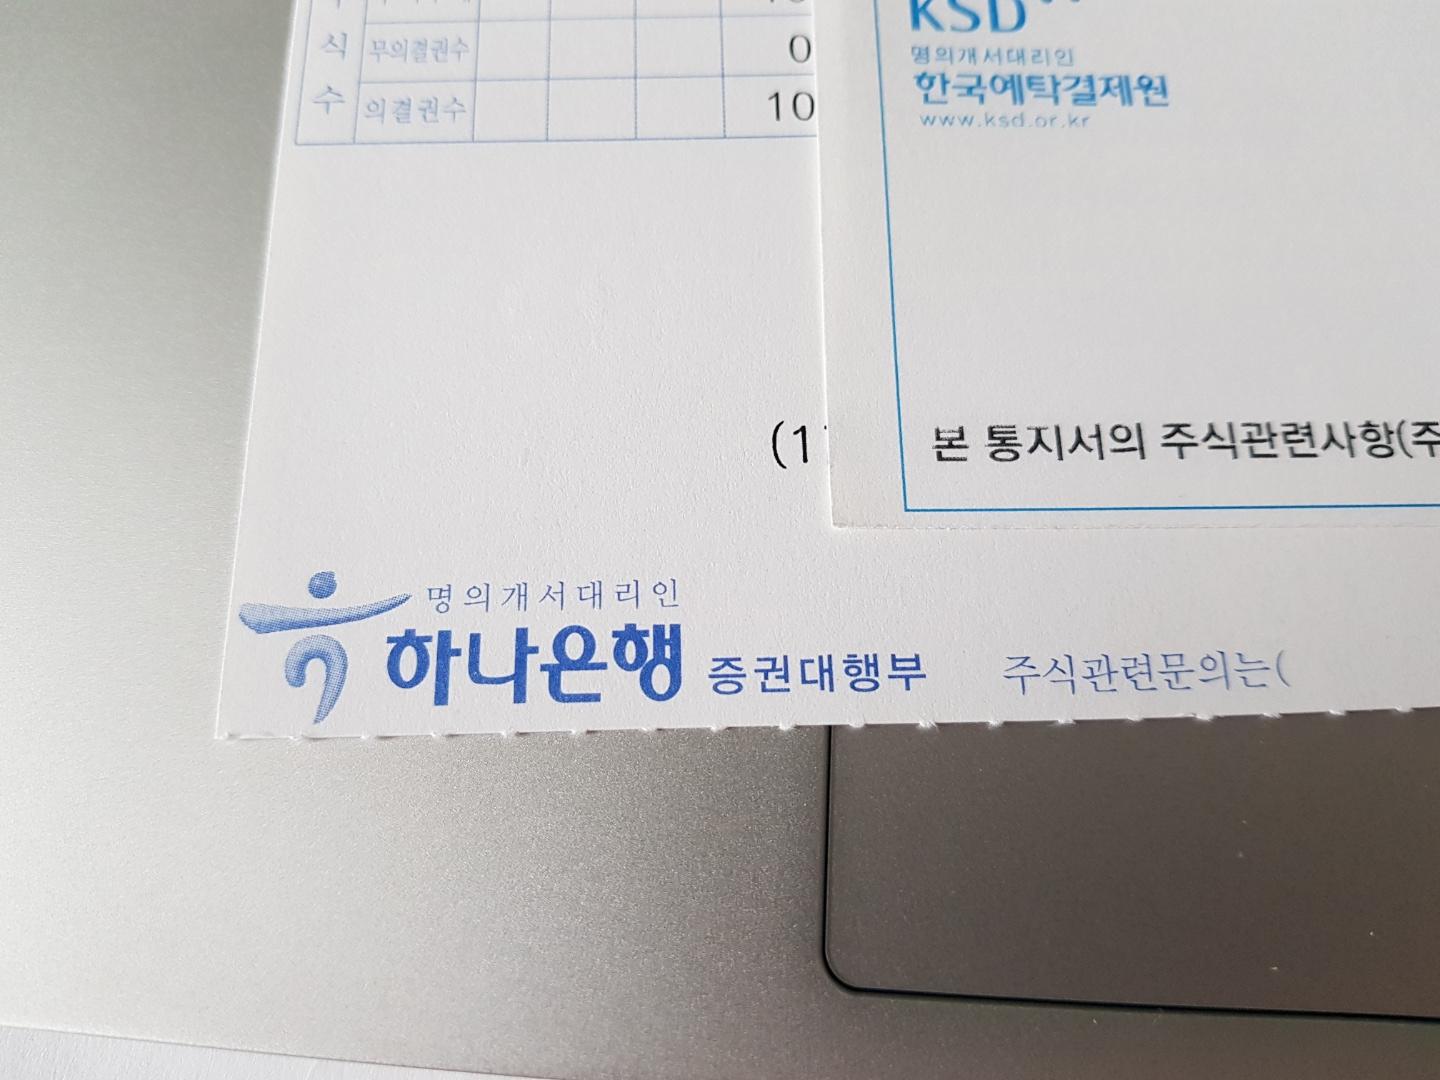 식 무의결권수 0
수 의결권수 10
(1
명의개서대리인
하나은행 증권대행부 주식관련문의는(
KSD
명의개서대리인
한국예탁결제원
www.ksd.or.kr
본 통지서의 주식관련사항(주